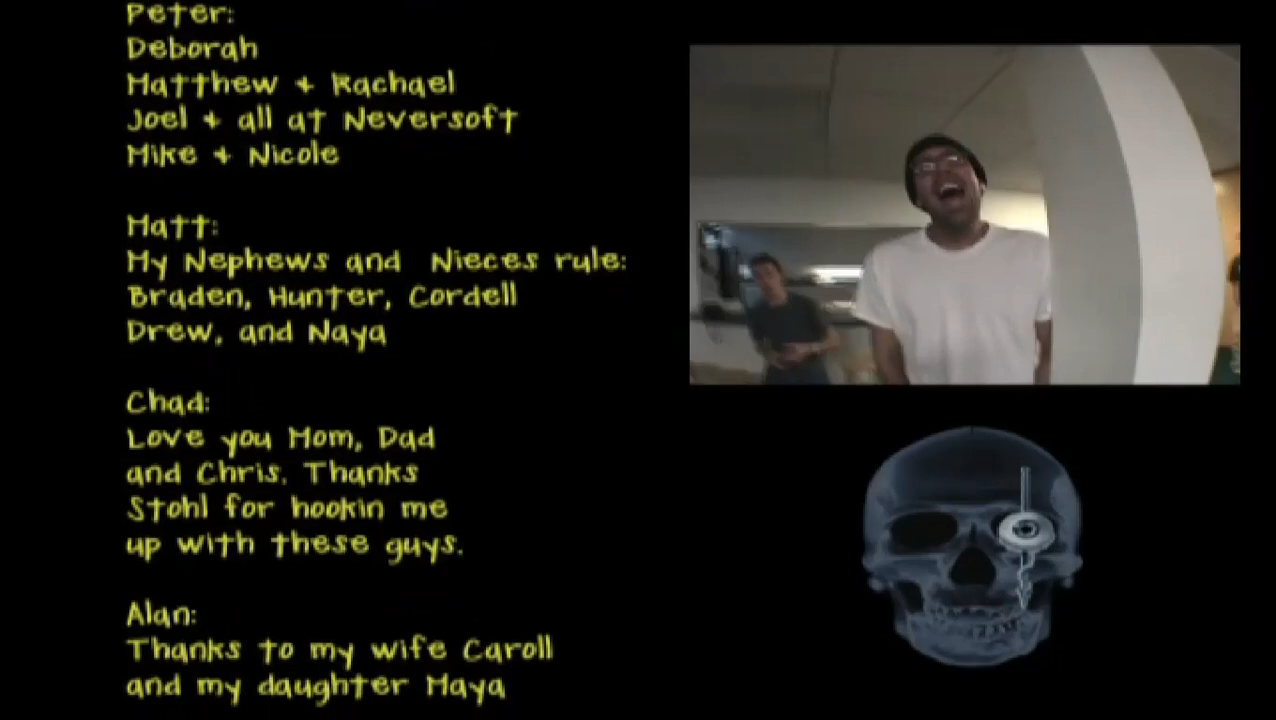 Peter:
Deborah
Matthew + Rachael
Joel + all at Neversoft
Mike + Nicole
Matt:
My Nephews and Nieces rule:
Braden, Hunter, Cordell
Drew, and Naya
Chad:
Love you Mom, Dad
and Chris. Thanks
Stohl for hookin me
up with these guys.
Alan:
Thanks to my wife Caroll
and my daughter Maya